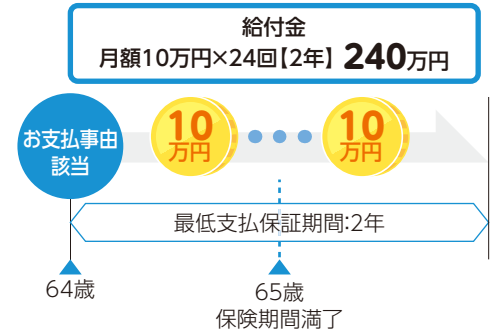 給付金
月額10万円×24回【2年】 240万円
お支払事由
該当
10
万円
10
万円
最低支払保証期間:2年
64歳
65歳
保険期間満了